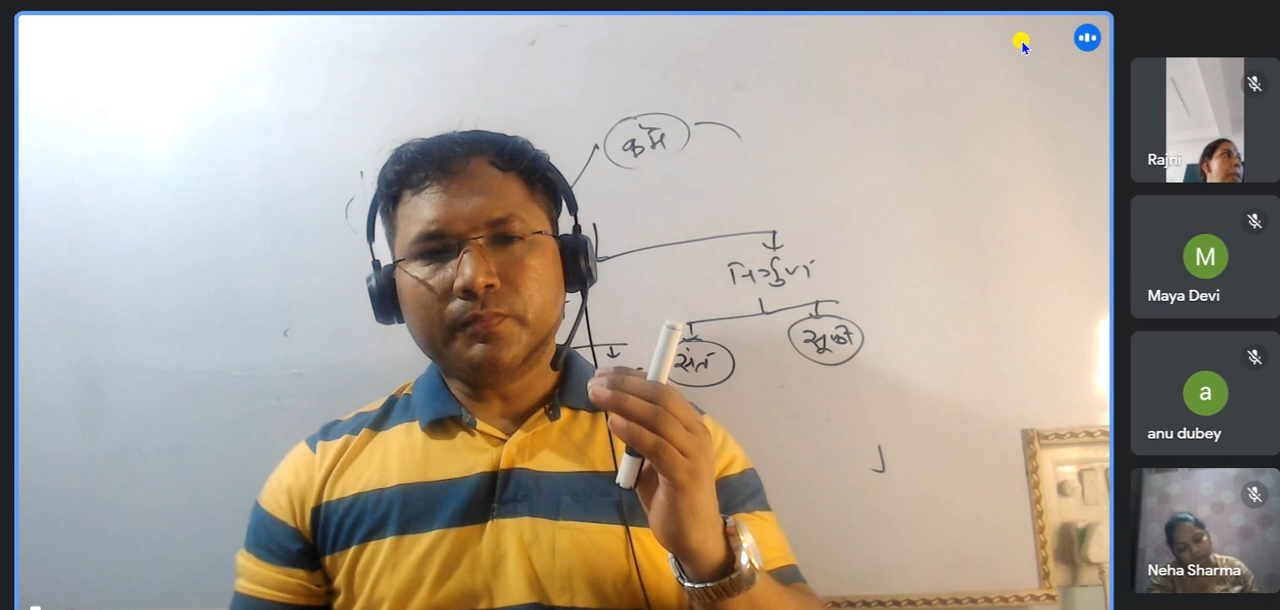 कर्म
निर्गुण
संत
सूफी
Rajni
M
Maya Devi
a
anu dubey
Neha Sharma